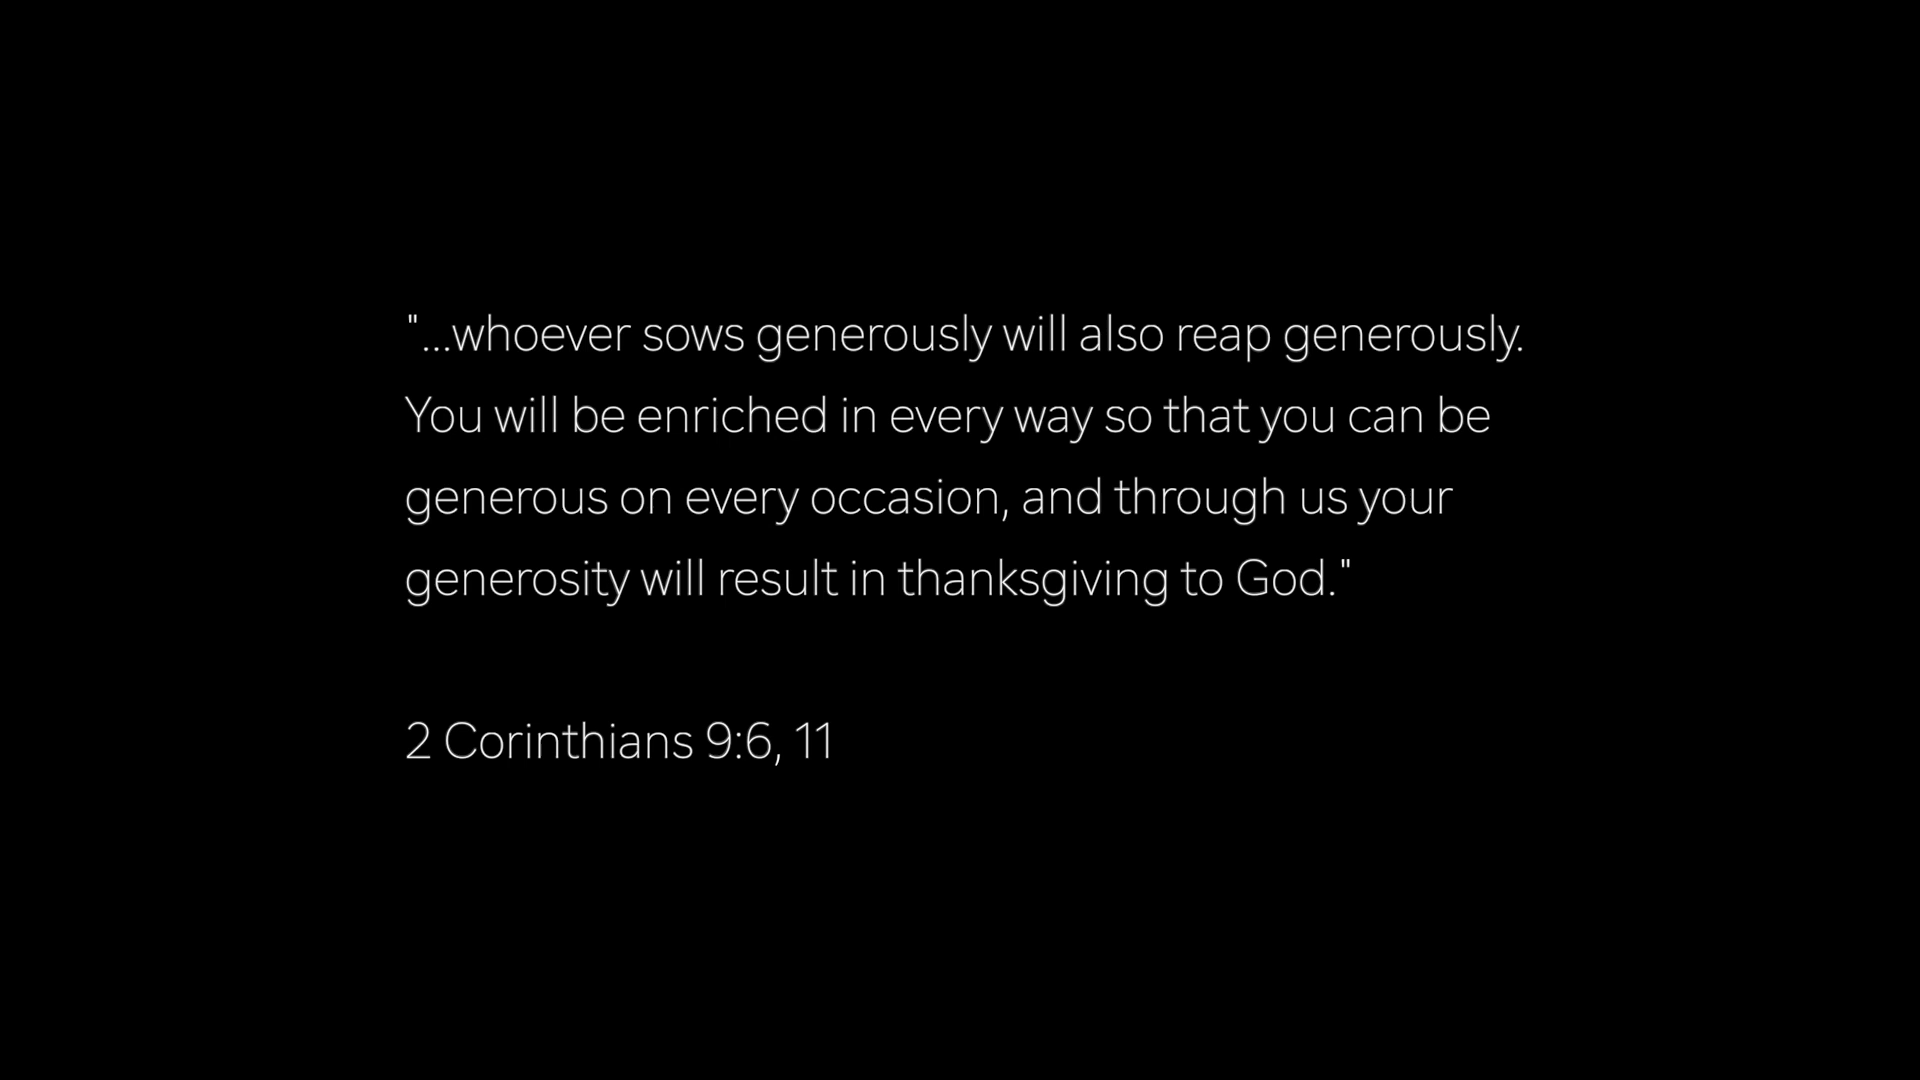 "...whoever sows generously will also reap generously.
You will be enriched in every way so that you can be
generous on every occasion, and through us your
generosity will result in thanksgiving to God."
2 Corinthians 9:6, 11